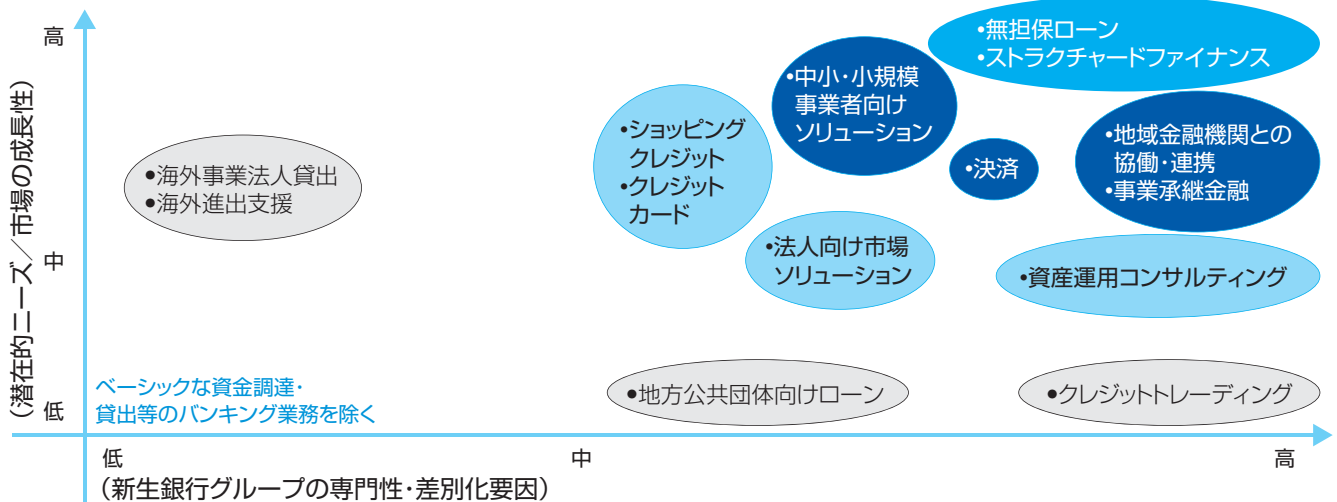 高
(潜在的ニーズ／市場の成長性)
中
低
•無担保ローン
•ストラクチャードファイナンス
•中小・小規模
事業者向け
ソリューション
•ショッピング
クレジット
•クレジット
カード
•決済
•地域金融機関との
協働・連携
•事業承継金融
●海外事業法人貸出
●海外進出支援
•法人向け市場
ソリューション
•資産運用コンサルティング
ベーシックな資金調達・
貸出等のバンキング業務を除く
●地方公共団体向けローン
●クレジットトレーディング
低
中
高
(新生銀行グループの専門性・差別化要因)